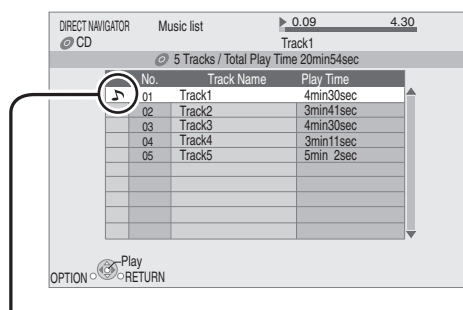 DIRECT NAVIGATOR Music list 0.09 4.30
CD Track1
5 Tracks / Total Play Time 20min54sec
No. Track Name Play Time
01 Track1 4min30sec
02 Track2 3min41sec
03 Track3 4min30sec
04 Track4 3min11sec
05 Track5 5min 2sec
Play
OPTION RETURN